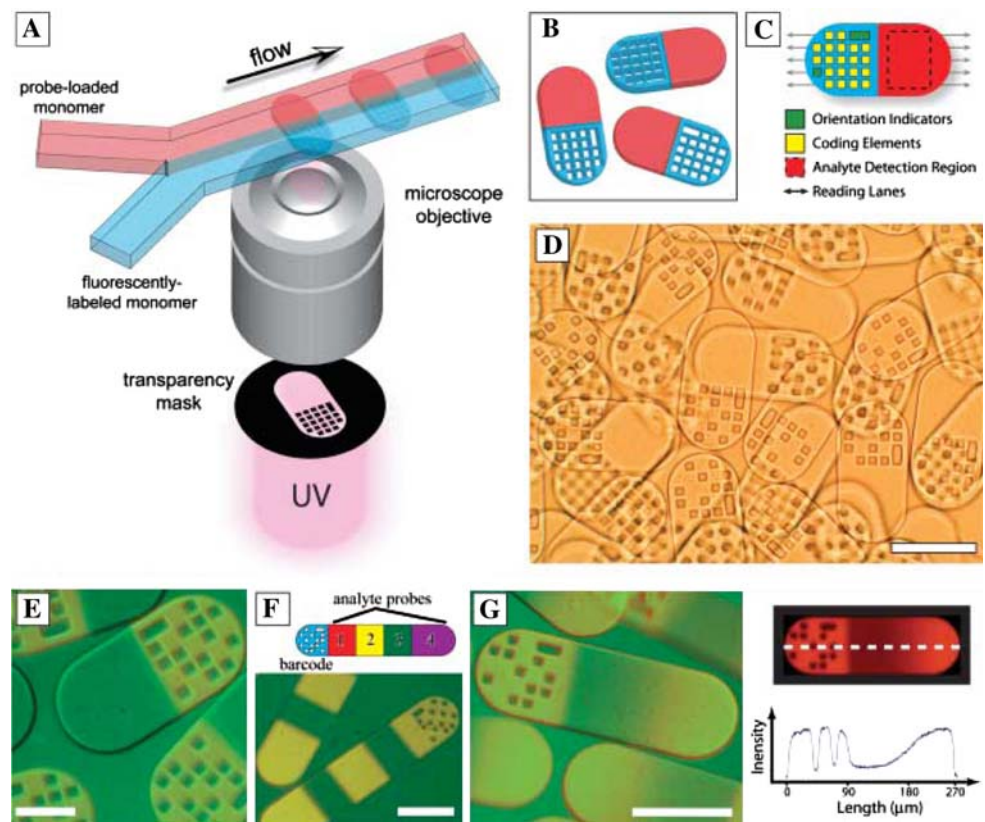 A
flow
probe-loaded
monomer
microscope
objective
fluorescently-
labeled monomer
transparency
mask
UV
B
C
Orientation Indicators
Coding Elements
Analyte Detection Region
Reading Lanes
D
E
F
analyte probes
1 2 3 4
barcode
G
Inensity
0 90 180 270
Length (μm)